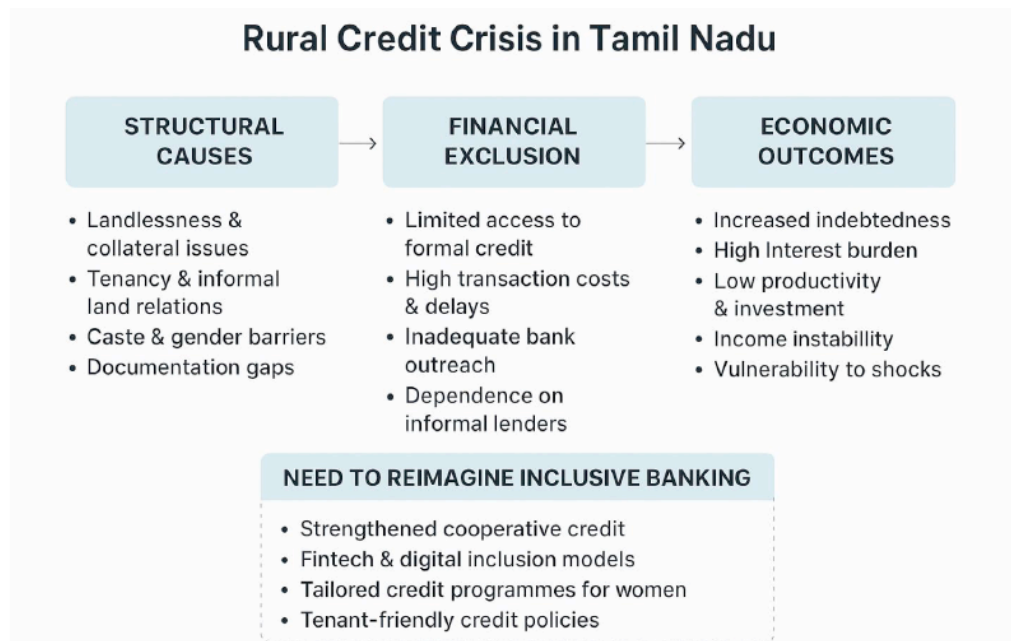 Rural Credit Crisis in Tamil Nadu
STRUCTURAL
CAUSES
• Landlessness &
collateral issues
• Tenancy & informal
land relations
• Caste & gender barriers
• Documentation gaps
FINANCIAL
EXCLUSION
• Limited access to
formal credit
• High transaction costs
& delays
• Inadequate bank
outreach
• Dependence on
informal lenders
ECONOMIC
OUTCOMES
• Increased indebtedness
• High Interest burden
• Low productivity
& investment
• Income instabillity
• Vulnerability to shocks
NEED TO REIMAGINE INCLUSIVE BANKING
• Strengthened cooperative credit
• Fintech & digital inclusion models
• Tailored credit programmes for women
• Tenant-friendly credit policies